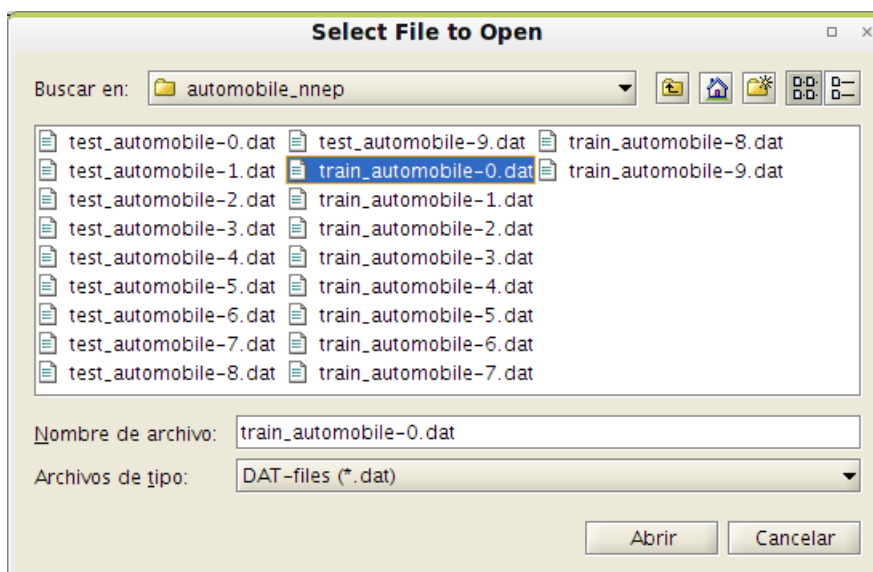 Select File to Open
Buscar en: automobile_nnep
test_automobile-0.dat test_automobile-9.dat train_automobile-8.dat
test_automobile-1.dat train_automobile-0.dat train_automobile-9.dat
test_automobile-2.dat train_automobile-1.dat
test_automobile-3.dat train_automobile-2.dat
test_automobile-4.dat train_automobile-3.dat
test_automobile-5.dat train_automobile-4.dat
test_automobile-6.dat train_automobile-5.dat
test_automobile-7.dat train_automobile-6.dat
test_automobile-8.dat train_automobile-7.dat
Nombre de archivo: train_automobile-0.dat
Archivos de tipo: DAT-files (*.dat)
Abrir Cancelar